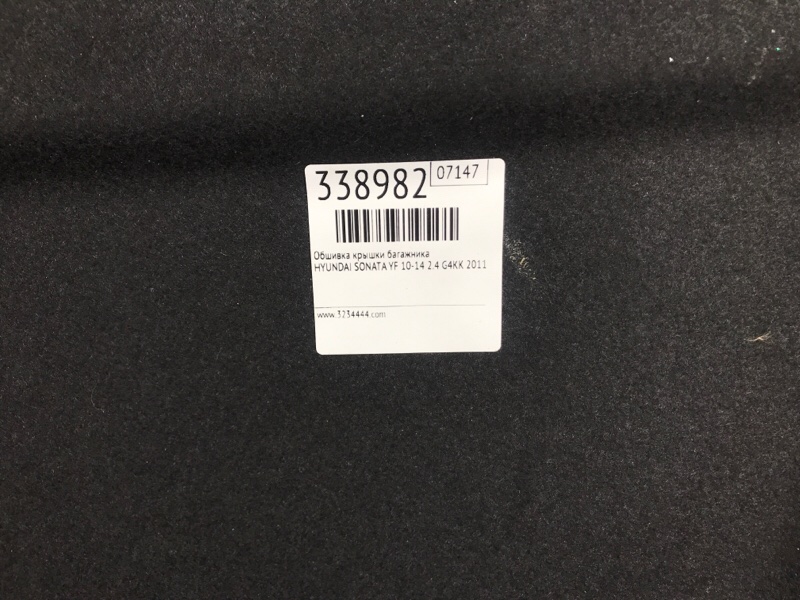 338982 07147
Обшивка крышки багажника
HYUNDAI SONATA YF 10-14 2.4 G4KK 2011
www.3234444.com